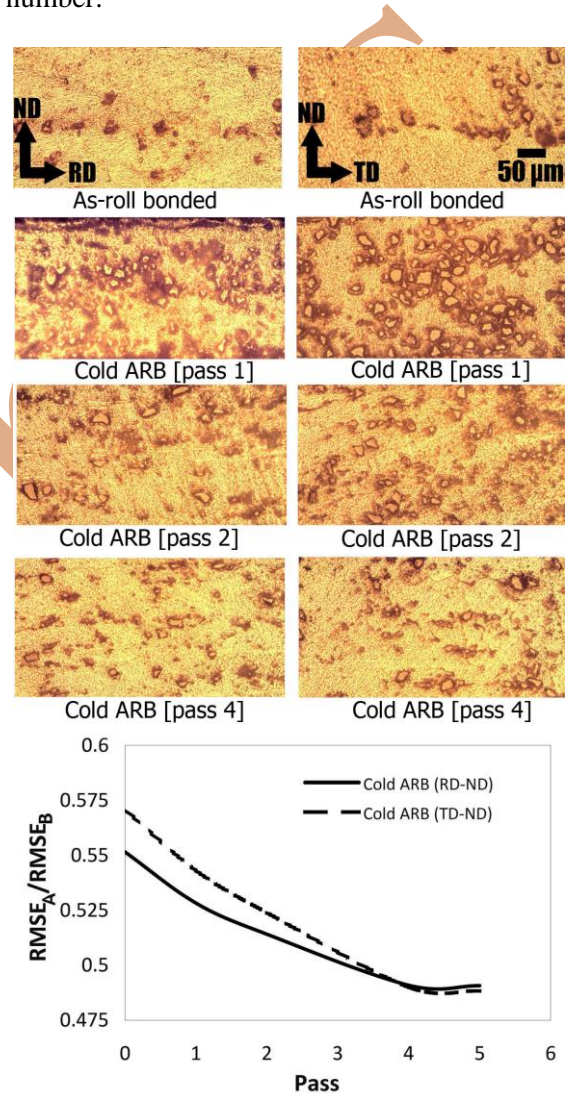 number.
ND
RD
As-roll bonded
ND
TD
50 µm
As-roll bonded
Cold ARB [pass 1]
Cold ARB [pass 1]
Cold ARB [pass 2]
Cold ARB [pass 2]
Cold ARB [pass 4]
Cold ARB [pass 4]
0.6
0.575
0.55
0.525
0.5
0.475
RMSE_A/RMSE_B
Cold ARB (RD-ND)
Cold ARB (TD-ND)
0 1 2 3 4 5 6
Pass